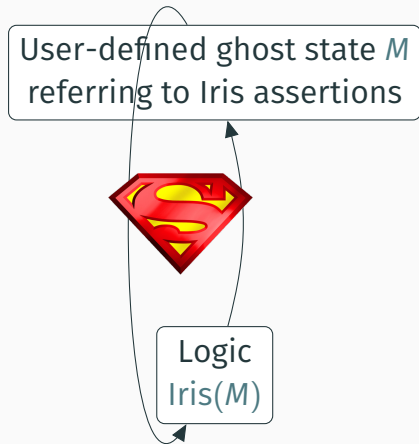 User-defined ghost state M
referring to Iris assertions
S
Logic
Iris(M)